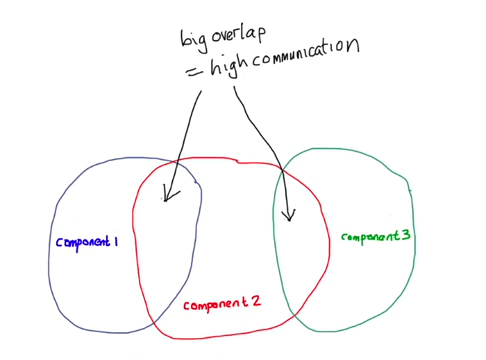 big overlap
= high communication
component 1
component 3
component 2